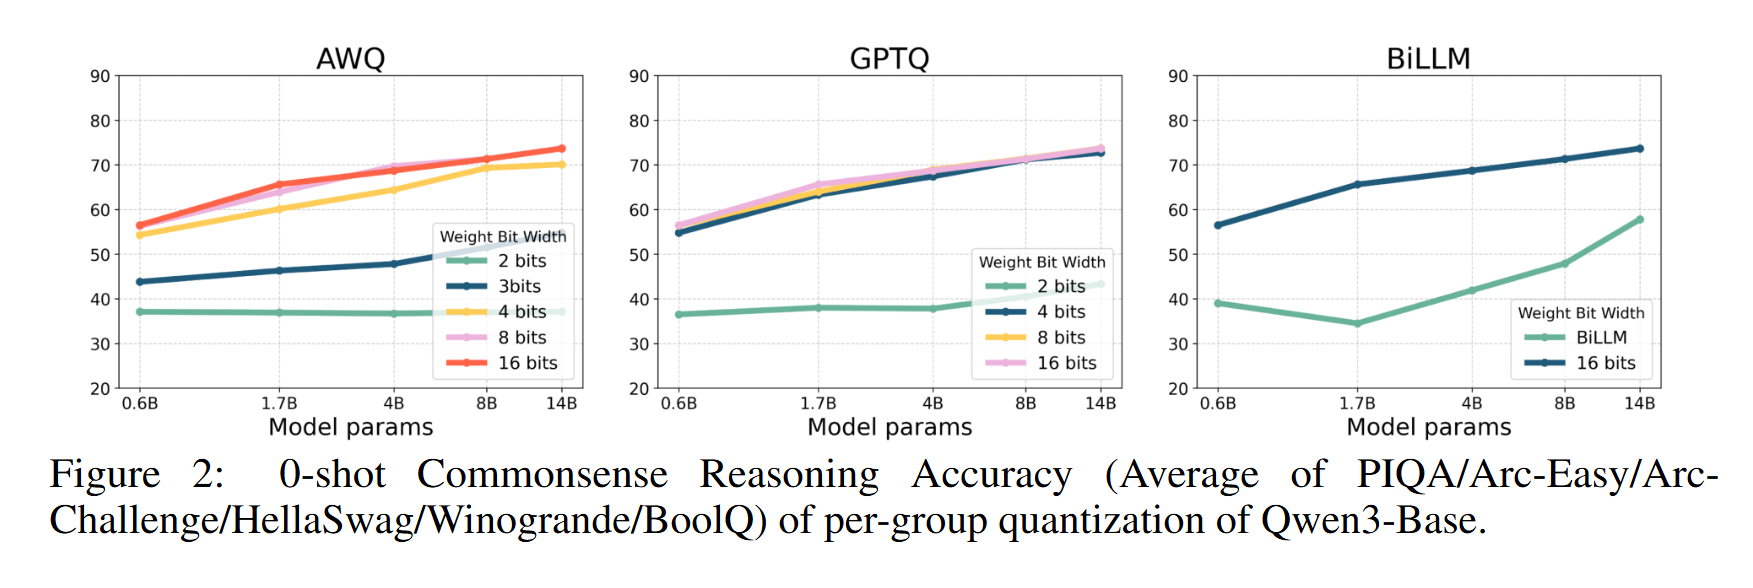 AWQ
90
80
70
60
50
40
30
20
0.6B 1.7B 4B 8B 14B
Model params
Weight Bit Width
2 bits
3bits
4 bits
8 bits
16 bits
GPTQ
90
80
70
60
50
40
30
20
0.6B 1.7B 4B 8B 14B
Model params
Weight Bit Width
2 bits
4 bits
8 bits
16 bits
BiLLM
90
80
70
60
50
40
30
20
0.6B 1.7B 4B 8B 14B
Model params
Weight Bit Width
BiLLM
16 bits
Figure 2: 0-shot Commonsense Reasoning Accuracy (Average of PIQA/Arc-Easy/Arc-
Challenge/HellaSwag/Winogrande/BoolQ) of per-group quantization of Qwen3-Base.